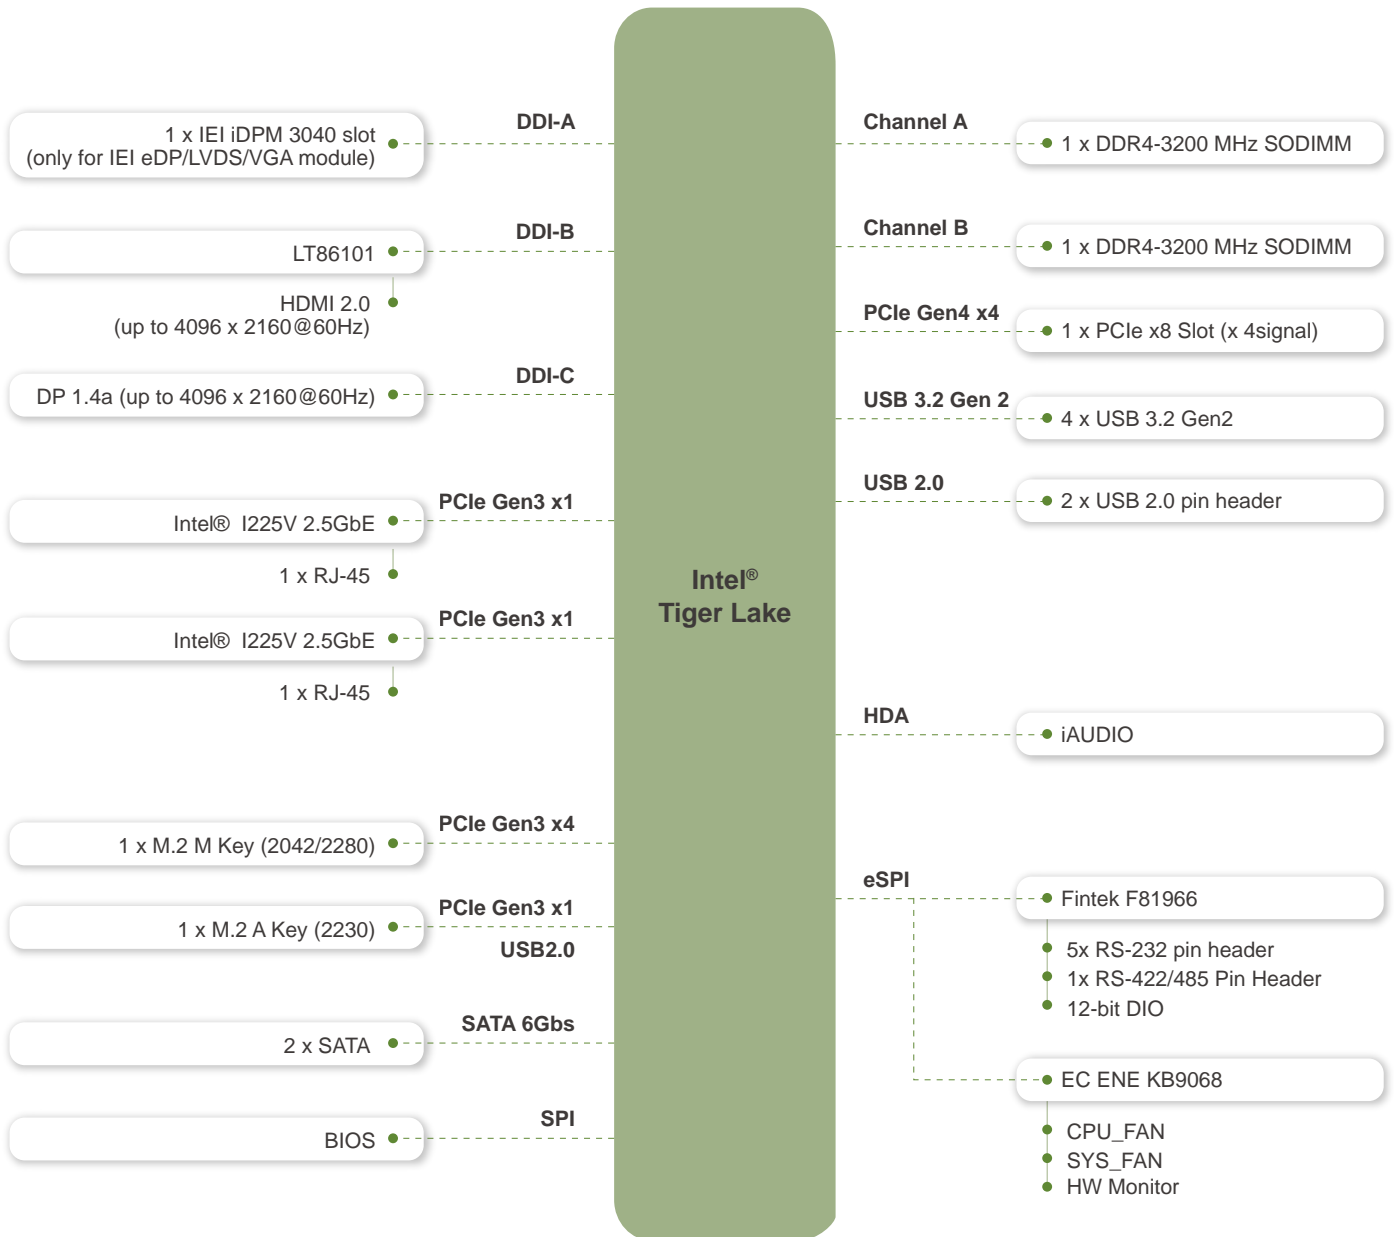 DDI-A
1 x IEI iDPM 3040 slot
(only for IEI eDP/LVDS/VGA module)
DDI-B
LT86101
HDMI 2.0
(up to 4096 x 2160@60Hz)
DDI-C
DP 1.4a (up to 4096 x 2160@60Hz)
PCIe Gen3 x1
Intel® I225V 2.5GbE
1 x RJ-45
PCIe Gen3 x1
Intel® I225V 2.5GbE
1 x RJ-45
PCIe Gen3 x4
1 x M.2 M Key (2042/2280)
PCIe Gen3 x1
1 x M.2 A Key (2230)
USB2.0
SATA 6Gbs
2 x SATA
SPI
BIOS
Intel®
Tiger Lake
Channel A
1 x DDR4-3200 MHz SODIMM
Channel B
1 x DDR4-3200 MHz SODIMM
PCIe Gen4 x4
1 x PCIe x8 Slot (x 4signal)
USB 3.2 Gen 2
4 x USB 3.2 Gen2
USB 2.0
2 x USB 2.0 pin header
HDA
iAUDIO
eSPI
Fintek F81966
5x RS-232 pin header
1x RS-422/485 Pin Header
12-bit DIO
EC ENE KB9068
CPU_FAN
SYS_FAN
HW Monitor